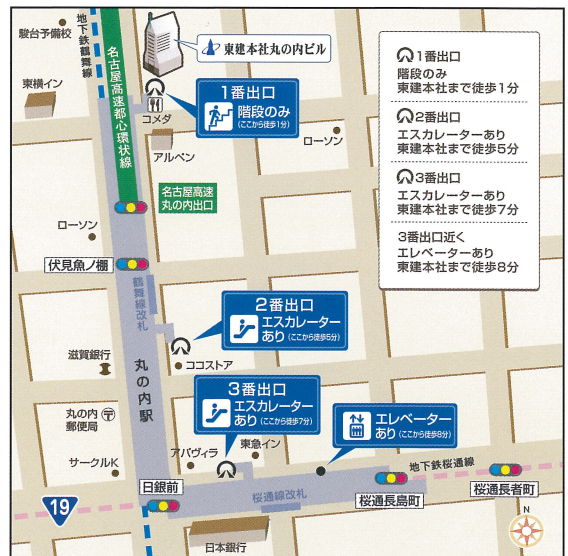 駿台予備校
地下鉄鶴舞線
東横イン
名古屋高速都心環状線
東建本社丸の内ビル
1番出口
階段のみ
(ここから徒歩1分)
コメダ
アルペン
ローソン
名古屋高速
丸の内出口
ローソン
伏見魚ノ棚
鶴舞線改札
2番出口
エスカレーター
あり(ここから徒歩5分)
ココストア
滋賀銀行
丸の内駅
丸の内
郵便局
サークルK
3番出口
エスカレーター
あり(ここから徒歩7分)
アパヴィラ
東急イン
エレベーター
あり(ここから徒歩8分)
日銀前
桜通線改札
地下鉄桜通線
桜通長島町
桜通長者町
19
日本銀行
N
1番出口
階段のみ
東建本社まで徒歩1分
2番出口
エスカレーターあり
東建本社まで徒歩5分
3番出口
エスカレーターあり
東建本社まで徒歩7分
3番出口近く
エレベーターあり
東建本社まで徒歩8分